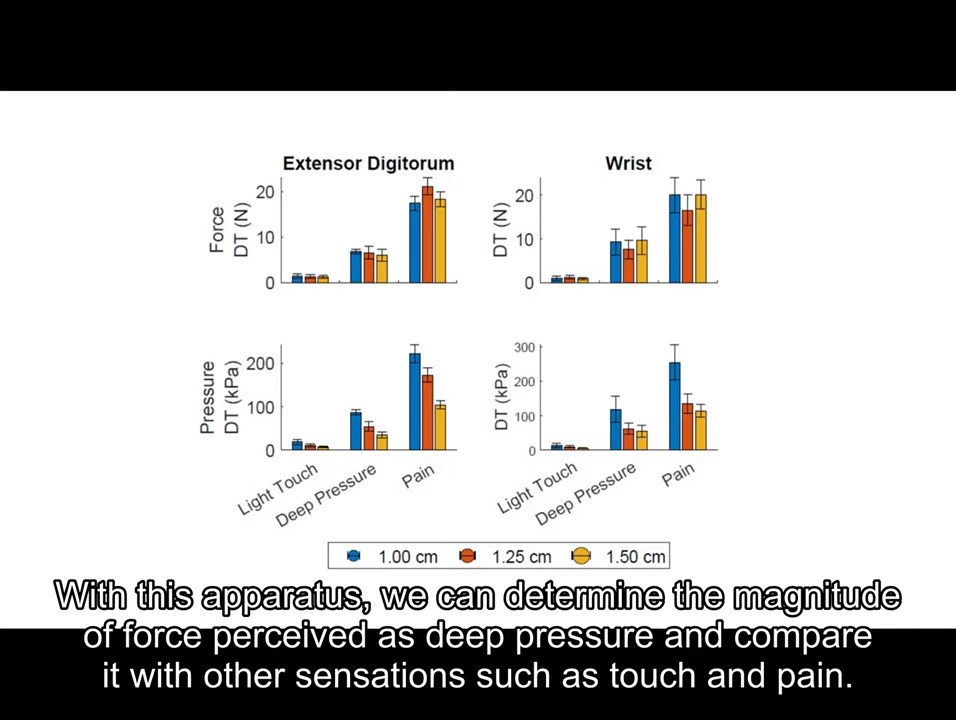 Extensor Digitorum
Wrist
Force
DT (N)
20
10
0
DT (N)
20
10
0
Pressure
DT (kPa)
200
100
0
DT (kPa)
300
200
100
0
Light Touch
Deep Pressure
Pain
Light Touch
Deep Pressure
Pain
1.00 cm 1.25 cm 1.50 cm
With this apparatus, we can determine the magnitude
of force perceived as deep pressure and compare
it with other sensations such as touch and pain.